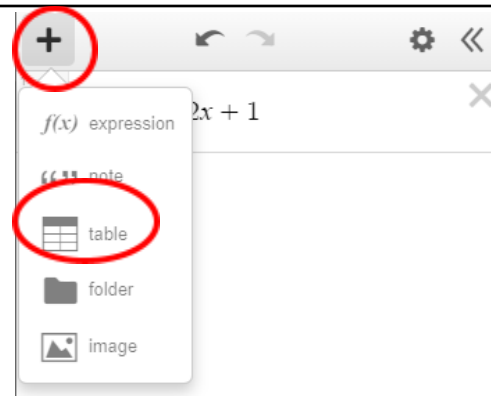 2x + 1
f(x) expression
note
table
folder
image